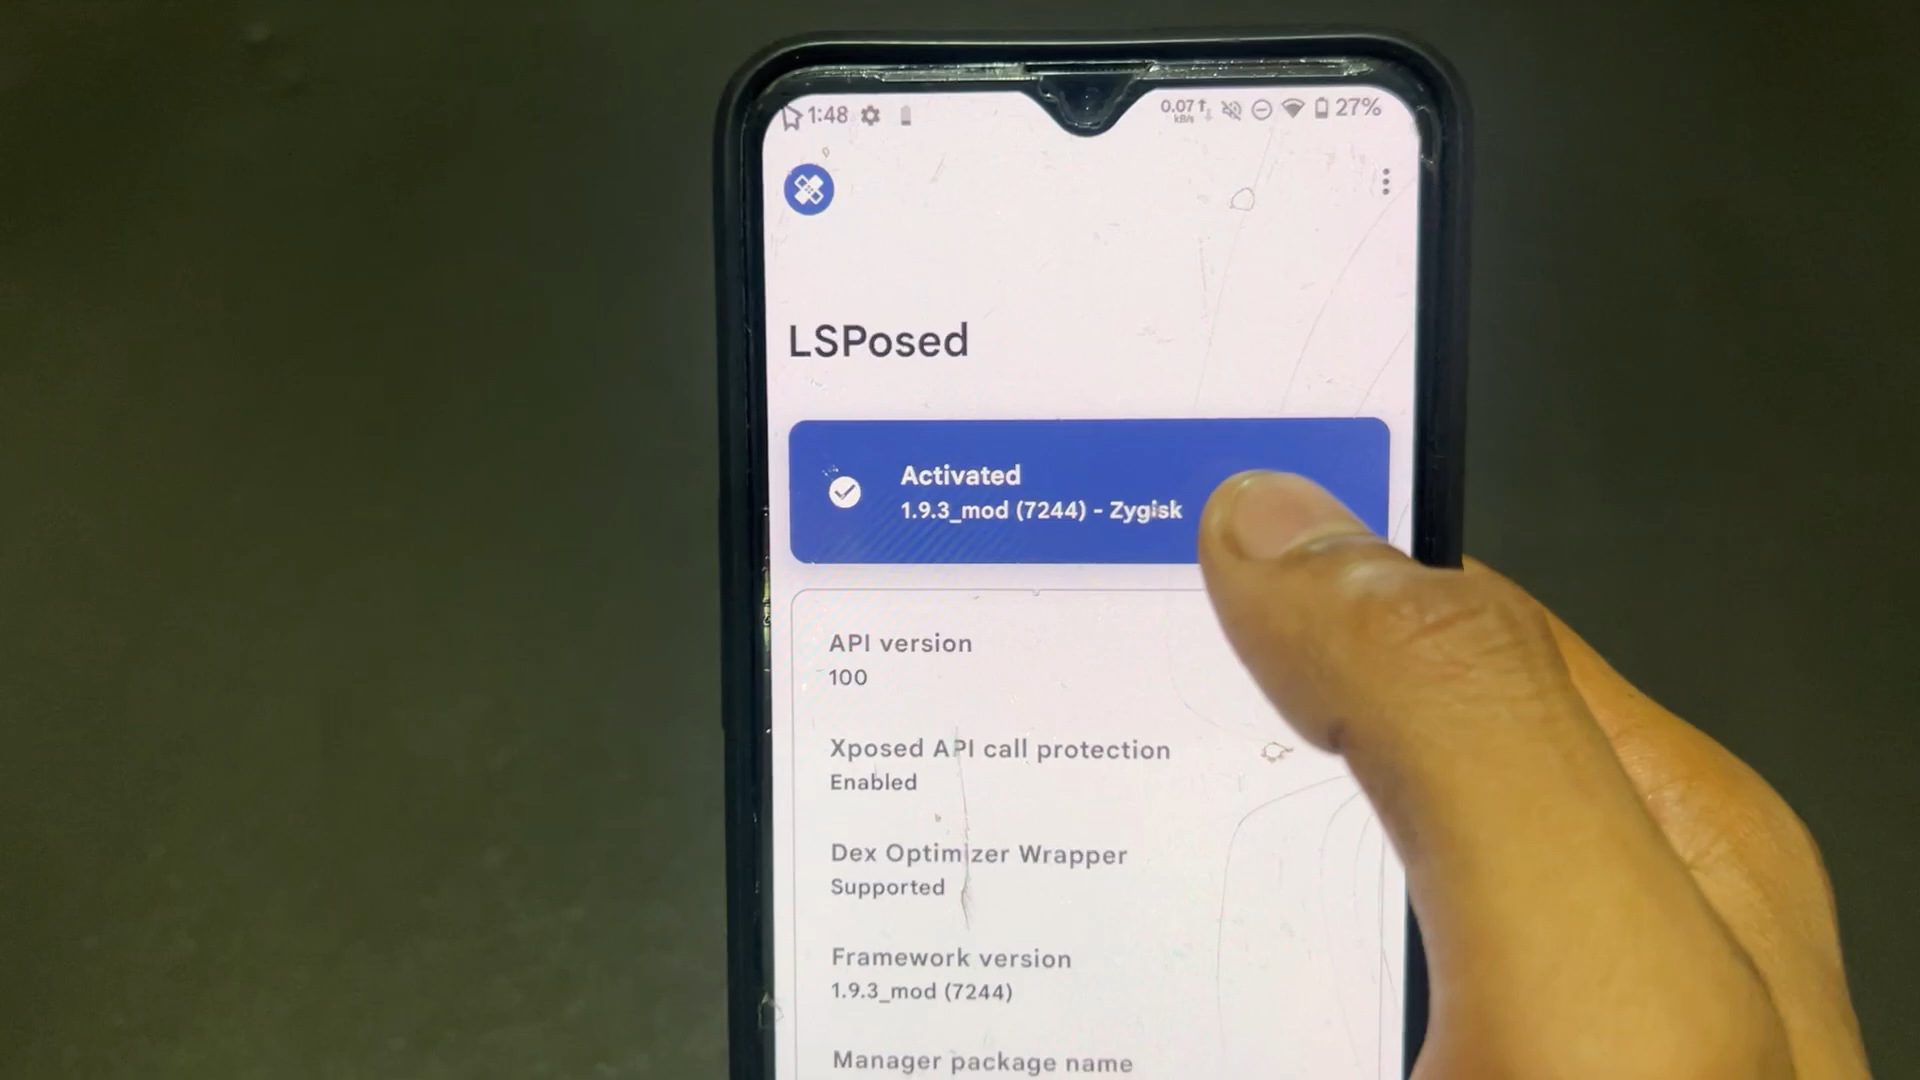 1:48 0.07 kB/s 27%
LSPosed
Activated
1.9.3_mod (7244) - Zygisk
API version
100
Xposed API call protection
Enabled
Dex Optimizer Wrapper
Supported
Framework version
1.9.3_mod (7244)
Manager package name